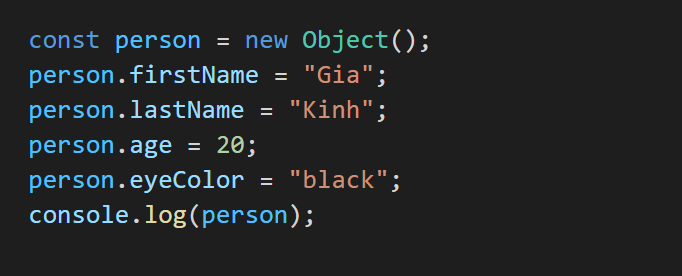 const person = new Object();
person.firstName = "Gia";
person.lastName = "Kinh";
person.age = 20;
person.eyeColor = "black";
console.log(person);